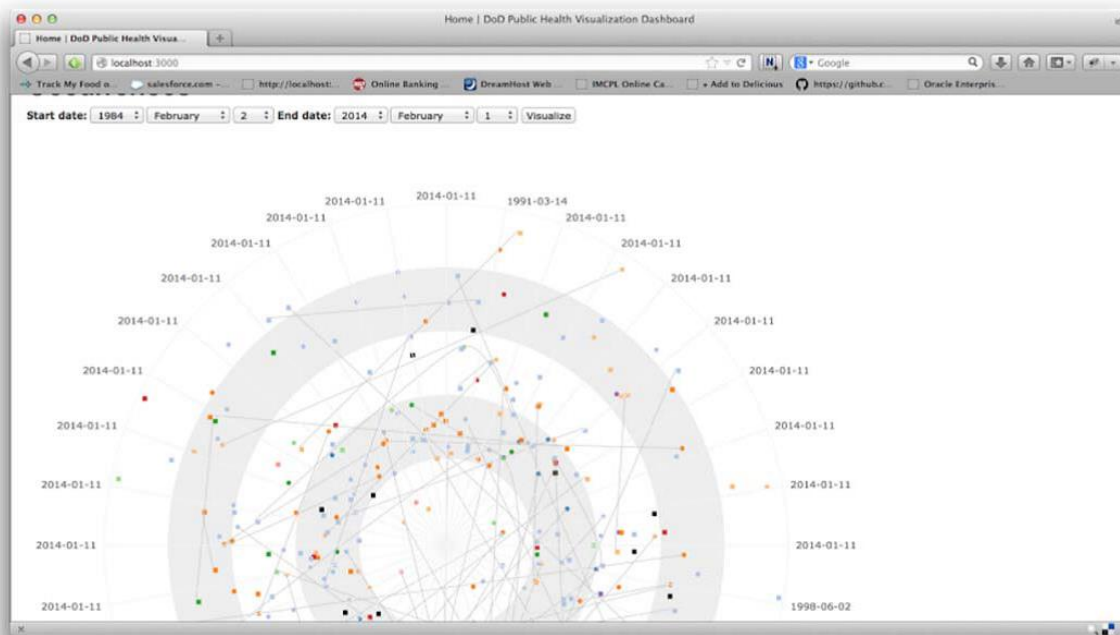 Home | DoD Public Health Visualization Dashboard
Home | DoD Public Health Visua...
localhost:3000
Google
Track My Food o...
salesforce.com -...
http://localhost:...
Online Banking ...
DreamHost Web ...
IMCPL Online Ca...
+ Add to Delicious
https://github.c...
Oracle Enterpris...
Start date: 1984 February 2 End date: 2014 February 1 Visualize
2014-01-11
2014-01-11 1991-03-14
2014-01-11 2014-01-11
2014-01-11 2014-01-11
2014-01-11 2014-01-11
2014-01-11 2014-01-11
2014-01-11 2014-01-11
2014-01-11 2014-01-11
2014-01-11 2014-01-11
2014-01-11 2014-01-11
2014-01-11 1998-06-02